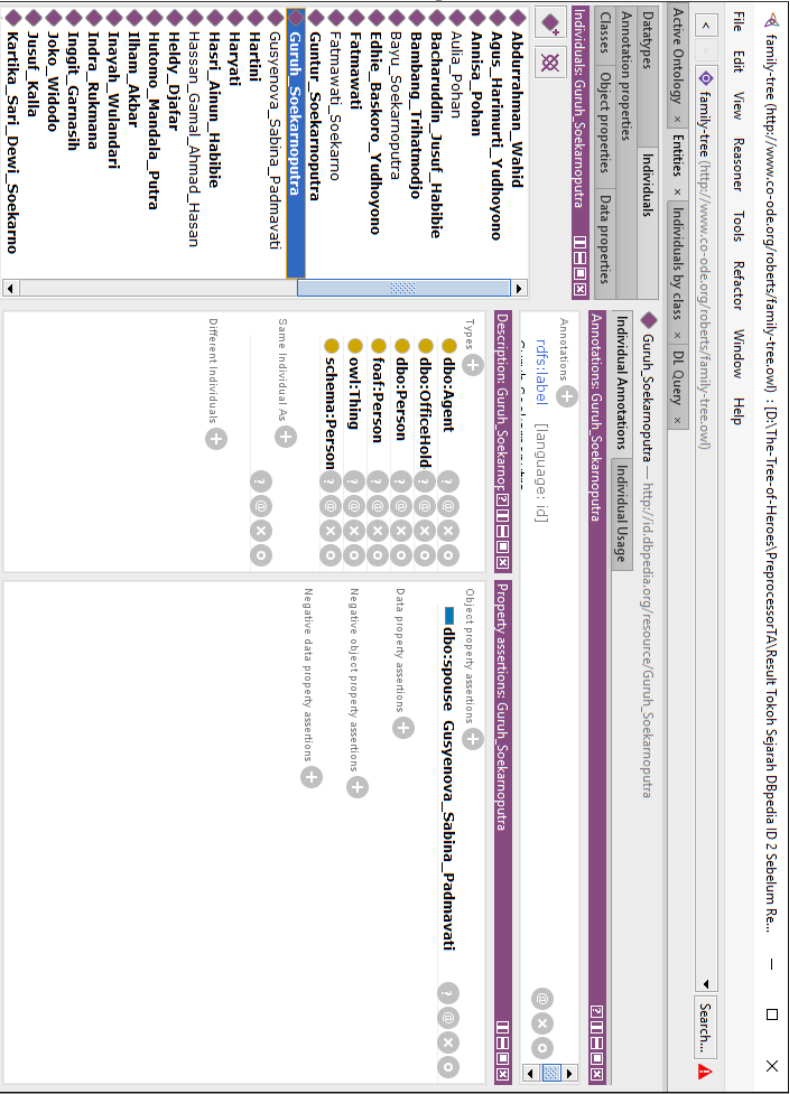 family-tree (http://www.co-ode.org/roberts/family-tree.owl) : [D:\The-Tree-of-Heroes\PreprocessorTA\Result Tokoh Sejarah DBpedia ID 2 Sebelum Re...
File Edit View Reasoner Tools Refactor Window Help
< > family-tree (http://www.co-ode.org/roberts/family-tree.owl) Search...
Active Ontology × Entities × Individuals by class × DL Query ×
Datatypes Individuals
Annotation properties
Classes Object properties Data properties
Individuals: Guruh_Soekarnoputra
Abdurrahman_Wahid
Agus_Harimurti_Yudhoyono
Annisa_Pohan
Aulia_Pohan
Bacharuddin_Jusuf_Habibie
Bambang_Trihatmodjo
Bayu_Soekarnoputra
Edhie_Baskoro_Yudhoyono
Fatmawati
Fatmawati_Soekarno
Guntur_Soekarnoputra
Guruh_Soekarnoputra
Gusyenova_Sabina_Padmavati
Hartini
Haryati
Hasri_Ainun_Habibie
Hassan_Gamal_Ahmad_Hasan
Heldy_Djafar
Hutomo_Mandala_Putra
Ilham_Akbar
Inayah_Wulandari
Indra_Rukmana
Inggit_Garnasih
Joko_Widodo
Jusuf_Kalla
Kartika_Sari_Dewi_Soekarno
Guruh_Soekarnoputra — http://id.dbpedia.org/resource/Guruh_Soekarnoputra
Individual Annotations Individual Usage
Annotations: Guruh_Soekarnoputra
Annotations
rdfs:label [language: id]
Description: Guruh_Soekarnop
Types
dbo:Agent
dbo:OfficeHold
dbo:Person
foaf:Person
owl:Thing
schema:Person
Same Individual As
Different Individuals
Property assertions: Guruh_Soekarnoputra
Object property assertions
dbo:spouse Gusyenova_Sabina_Padmavati
Data property assertions
Negative object property assertions
Negative data property assertions